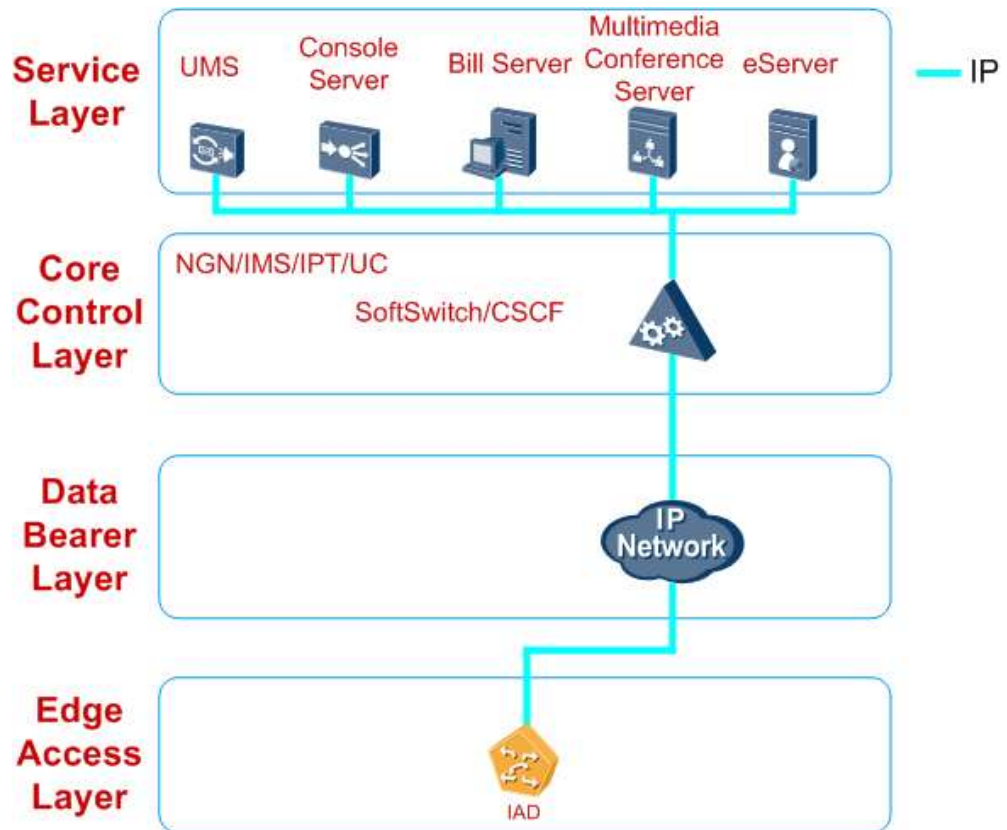 Service
Layer
UMS
Console
Server
Bill Server
Multimedia
Conference
Server
eServer
IP
Core
Control
Layer
NGN/IMS/IPT/UC
SoftSwitch/CSCF
Data
Bearer
Layer
IP
Network
Edge
Access
Layer
IAD